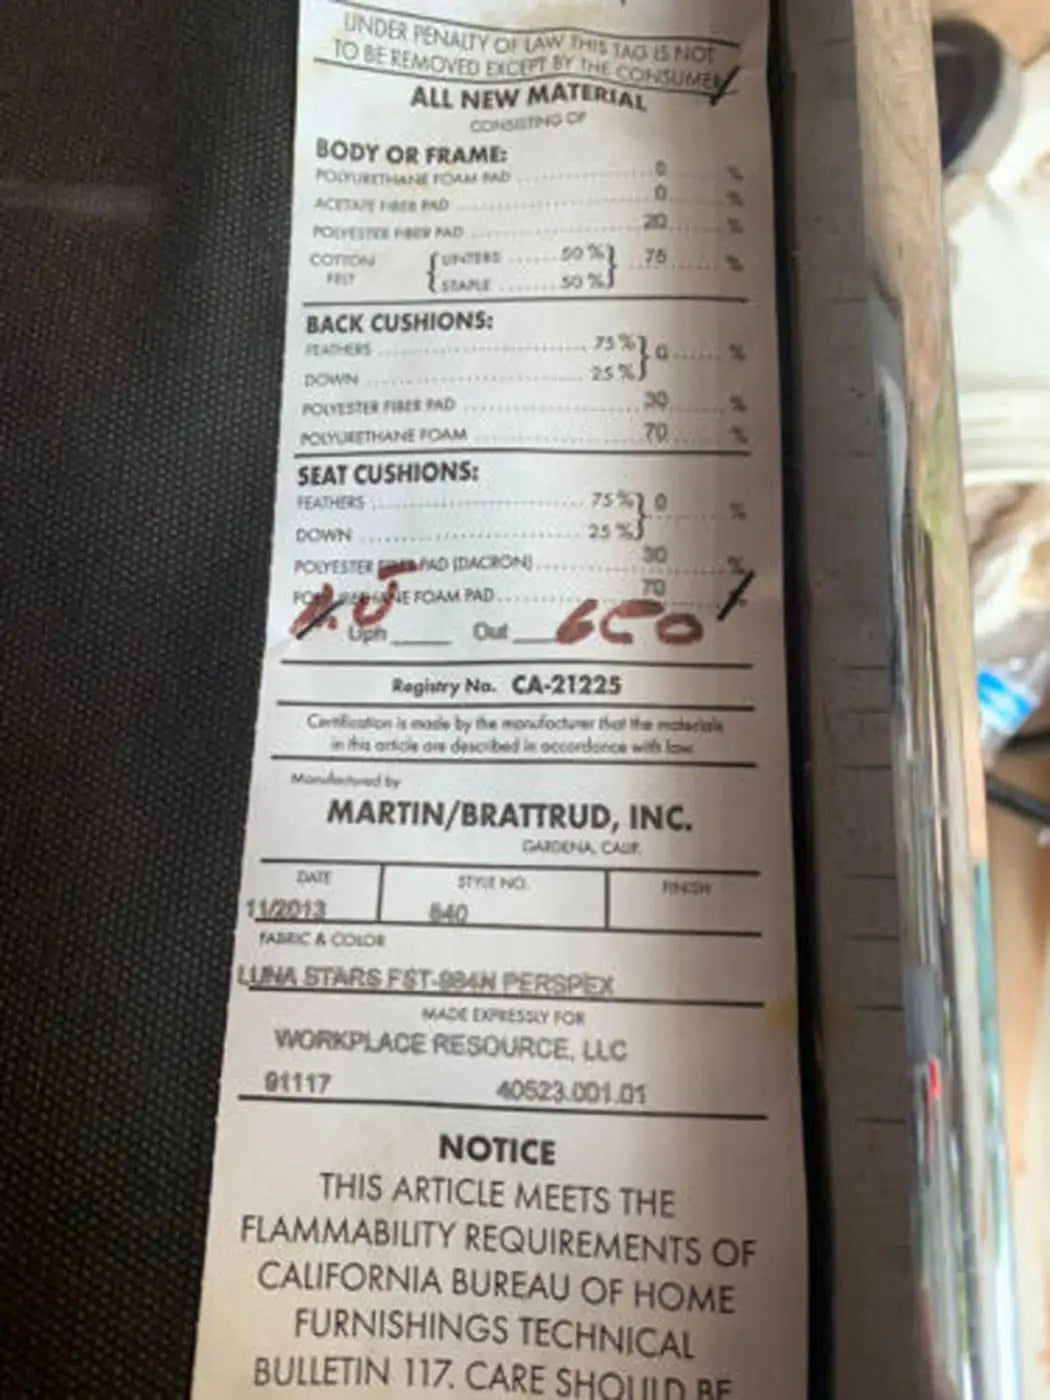 UNDER PENALTY OF LAW THIS TAG IS NOT
TO BE REMOVED EXCEPT BY THE CONSUMER
ALL NEW MATERIAL
CONSISTING OF
BODY OR FRAME:
POLYURETHANE FOAM PAD 0 %
ACETATE FIBER PAD 0 %
POLYESTER FIBER PAD 20 %
COTTON FELT { LINTERS 50 % } 75 %
STAPLE 50 %
BACK CUSHIONS:
FEATHERS 75 % } 0 %
DOWN 25 %
POLYESTER FIBER PAD 30 %
POLYURETHANE FOAM 70 %
SEAT CUSHIONS:
FEATHERS 75 % } 0 %
DOWN 25 %
POLYESTER FIBER PAD (DACRON) 30 %
POLYURETHANE FOAM PAD 70 %
Uph Out
Registry No. CA-21225
Certification is made by the manufacturer that the materials
in this article are described in accordance with law.
Manufactured by
MARTIN/BRATTRUD, INC.
GARDENA, CALIF.
DATE STYLE NO. FINISH
11/2013 840
FABRIC & COLOR
LUNA STARS FST-984N PERSPEX
MADE EXPRESSLY FOR
WORKPLACE RESOURCE, LLC
91117 40523.001.01
NOTICE
THIS ARTICLE MEETS THE
FLAMMABILITY REQUIREMENTS OF
CALIFORNIA BUREAU OF HOME
FURNISHINGS TECHNICAL
BULLETIN 117. CARE SHOULD BE